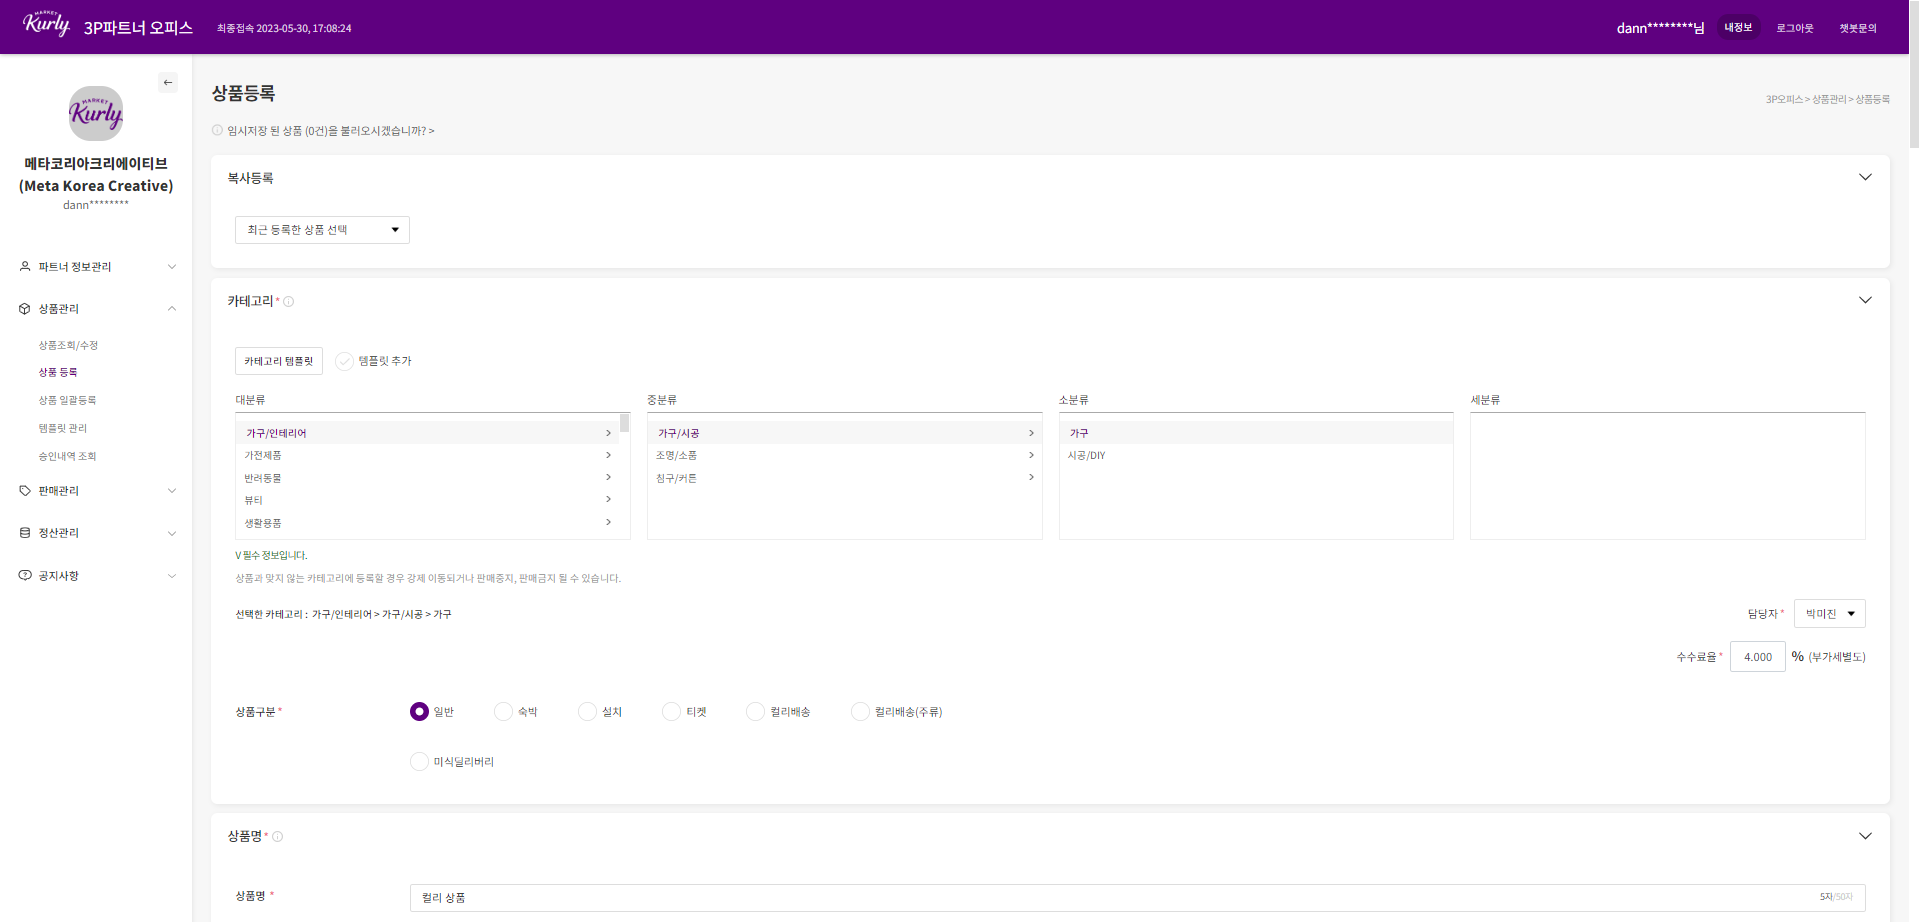 MARKET
Kurly 3P파트너 오피스 최종접속 2023-05-30, 17:08:24 dann********님 내정보 로그아웃 챗봇문의
MARKET
Kurly
메타코리아크리에이티브
(Meta Korea Creative)
dann********
파트너 정보관리
상품관리
상품조회/수정
상품 등록
상품 일괄등록
템플릿 관리
승인내역 조회
판매관리
정산관리
공지사항
상품등록
3P오피스 > 상품관리 > 상품등록
임시저장 된 상품 (0건)을 불러오시겠습니까? >
복사등록
최근 등록한 상품 선택
카테고리 *
카테고리 템플릿 템플릿 추가
대분류 중분류 소분류 세분류
가구/인테리어 > 가구/시공 > 가구
가전제품 > 조명/소품 > 시공/DIY
반려동물 > 침구/커튼 >
뷰티 >
생활용품 >
V 필수 정보입니다.
상품과 맞지 않는 카테고리에 등록할 경우 강제 이동되거나 판매중지, 판매금지 될 수 있습니다.
선택한 카테고리 : 가구/인테리어 > 가구/시공 > 가구 담당자 * 박미진
수수료율 * 4.000 % (부가세별도)
상품구분 * 일반 숙박 설치 티켓 컬리배송 컬리배송(주류)
미식딜리버리
상품명 *
상품명 * 컬리 상품 5자/50자